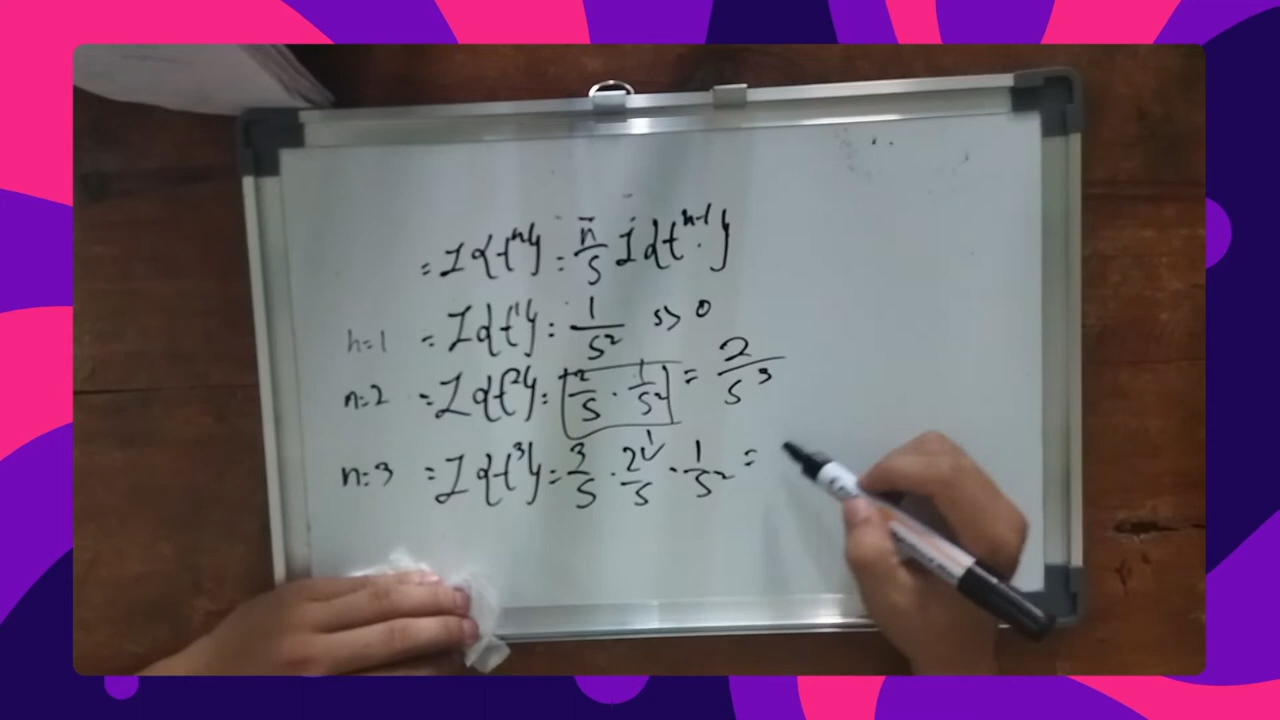 = L{t^n} = n/s L{t^{n-1}}
n=1 = L{t^1} = 1/s^2 s>0
n=2 = L{t^2} = 2/s · 1/s^2 = 2/s^3
n=3 = L{t^3} = 3/s · 2/s · 1/s^2 =